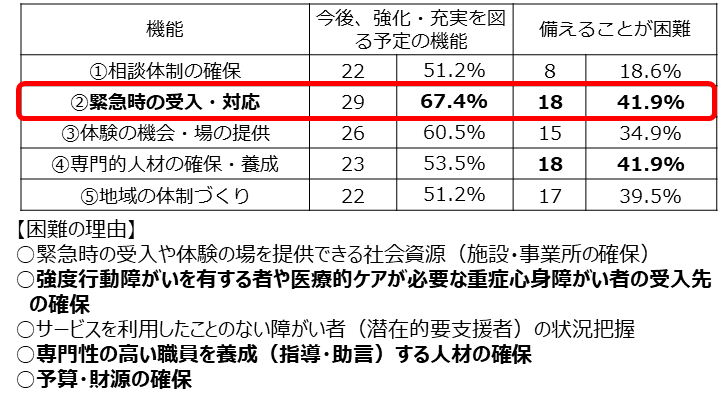 機能 今後、強化・充実を図る予定の機能 備えることが困難
①相談体制の確保 22 51.2% 8 18.6%
②緊急時の受入・対応 29 67.4% 18 41.9%
③体験の機会・場の提供 26 60.5% 15 34.9%
④専門的人材の確保・養成 23 53.5% 18 41.9%
⑤地域の体制づくり 22 51.2% 17 39.5%
【困難の理由】
○緊急時の受入や体験の場を提供できる社会資源（施設・事業所の確保）
○強度行動障がいを有する者や医療的ケアが必要な重症心身障がい者の受入先
の確保
○サービスを利用したことのない障がい者（潜在的要支援者）の状況把握
○専門性の高い職員を養成（指導・助言）する人材の確保
○予算・財源の確保